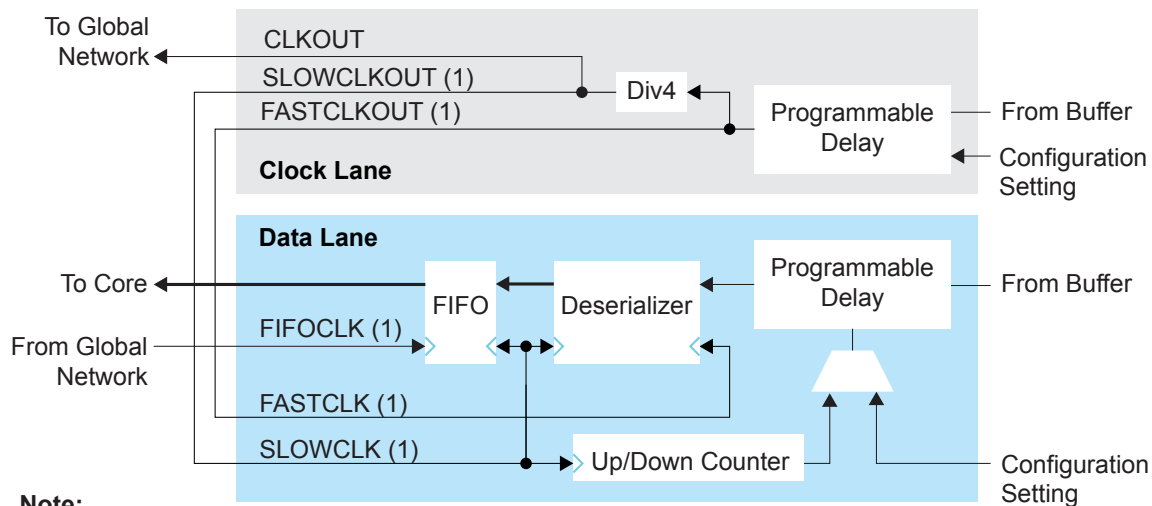 To Global
Network
CLKOUT
SLOWCLKOUT (1)
FASTCLKOUT (1)
Div4
Programmable
Delay
From Buffer
Configuration
Setting
Clock Lane
Data Lane
To Core
FIFO
Deserializer
Programmable
Delay
From Buffer
FIFOCLK (1)
From Global
Network
FASTCLK (1)
SLOWCLK (1)
Up/Down Counter
Configuration
Setting
Note: